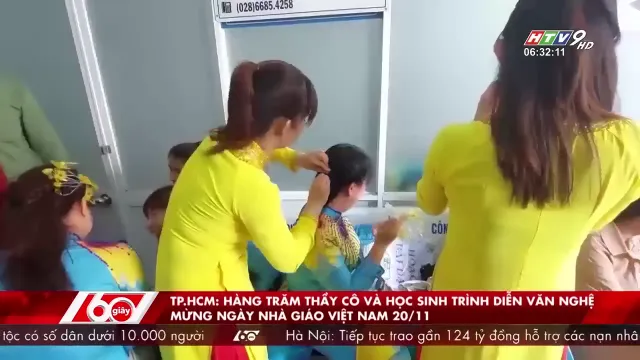 (028)6685.4258
HTV9 HD
06:32:11
CÔN
60 giây
TP.HCM: HÀNG TRĂM THẦY CÔ VÀ HỌC SINH TRÌNH DIỄN VĂN NGHỆ
MỪNG NGÀY NHÀ GIÁO VIỆT NAM 20/11
tộc có số dân dưới 10.000 người Hà Nội: Tiếp tục trao gần 124 tỷ đồng hỗ trợ các nạn nhâ